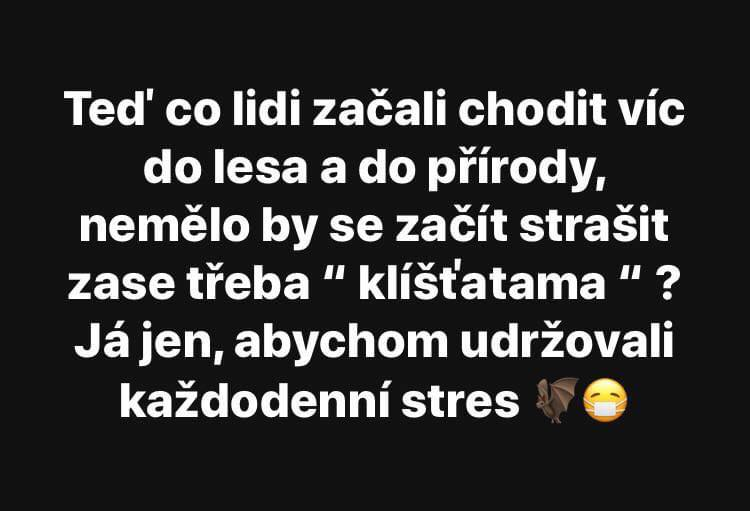 Teď co lidi začali chodit víc
do lesa a do přírody,
nemělo by se začít strašit
zase třeba “ klíšťatama “ ?
Já jen, abychom udržovali
každodenní stres 🦇😷